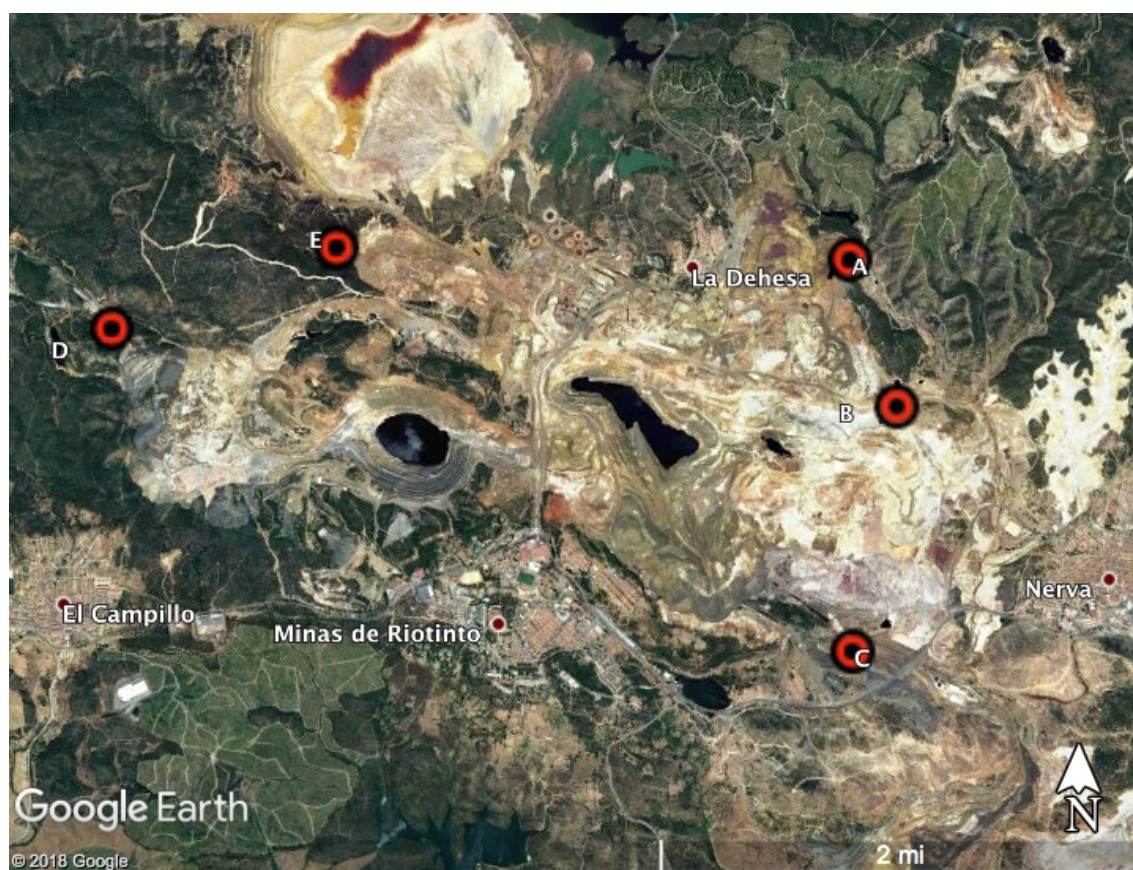 E
A
La Dehesa
D
B
El Campillo
Minas de Riotinto
Nerva
C
N
Google Earth
© 2018 Google
2 mi